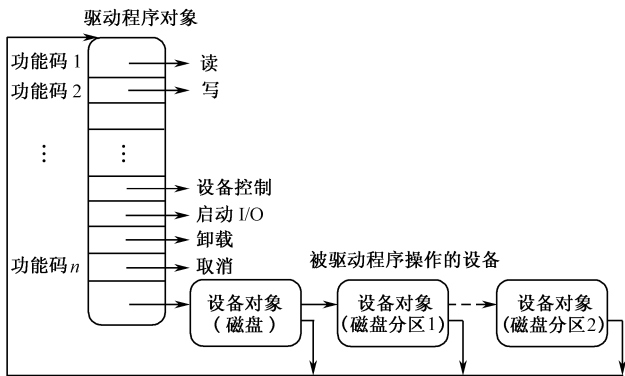 驱动程序对象
功能码 1
读
功能码 2
写
⋮
⋮
设备控制
启动 I/O
卸载
功能码 n
取消
被驱动程序操作的设备
设备对象
（磁盘）
设备对象
(磁盘分区1)
设备对象
(磁盘分区2)